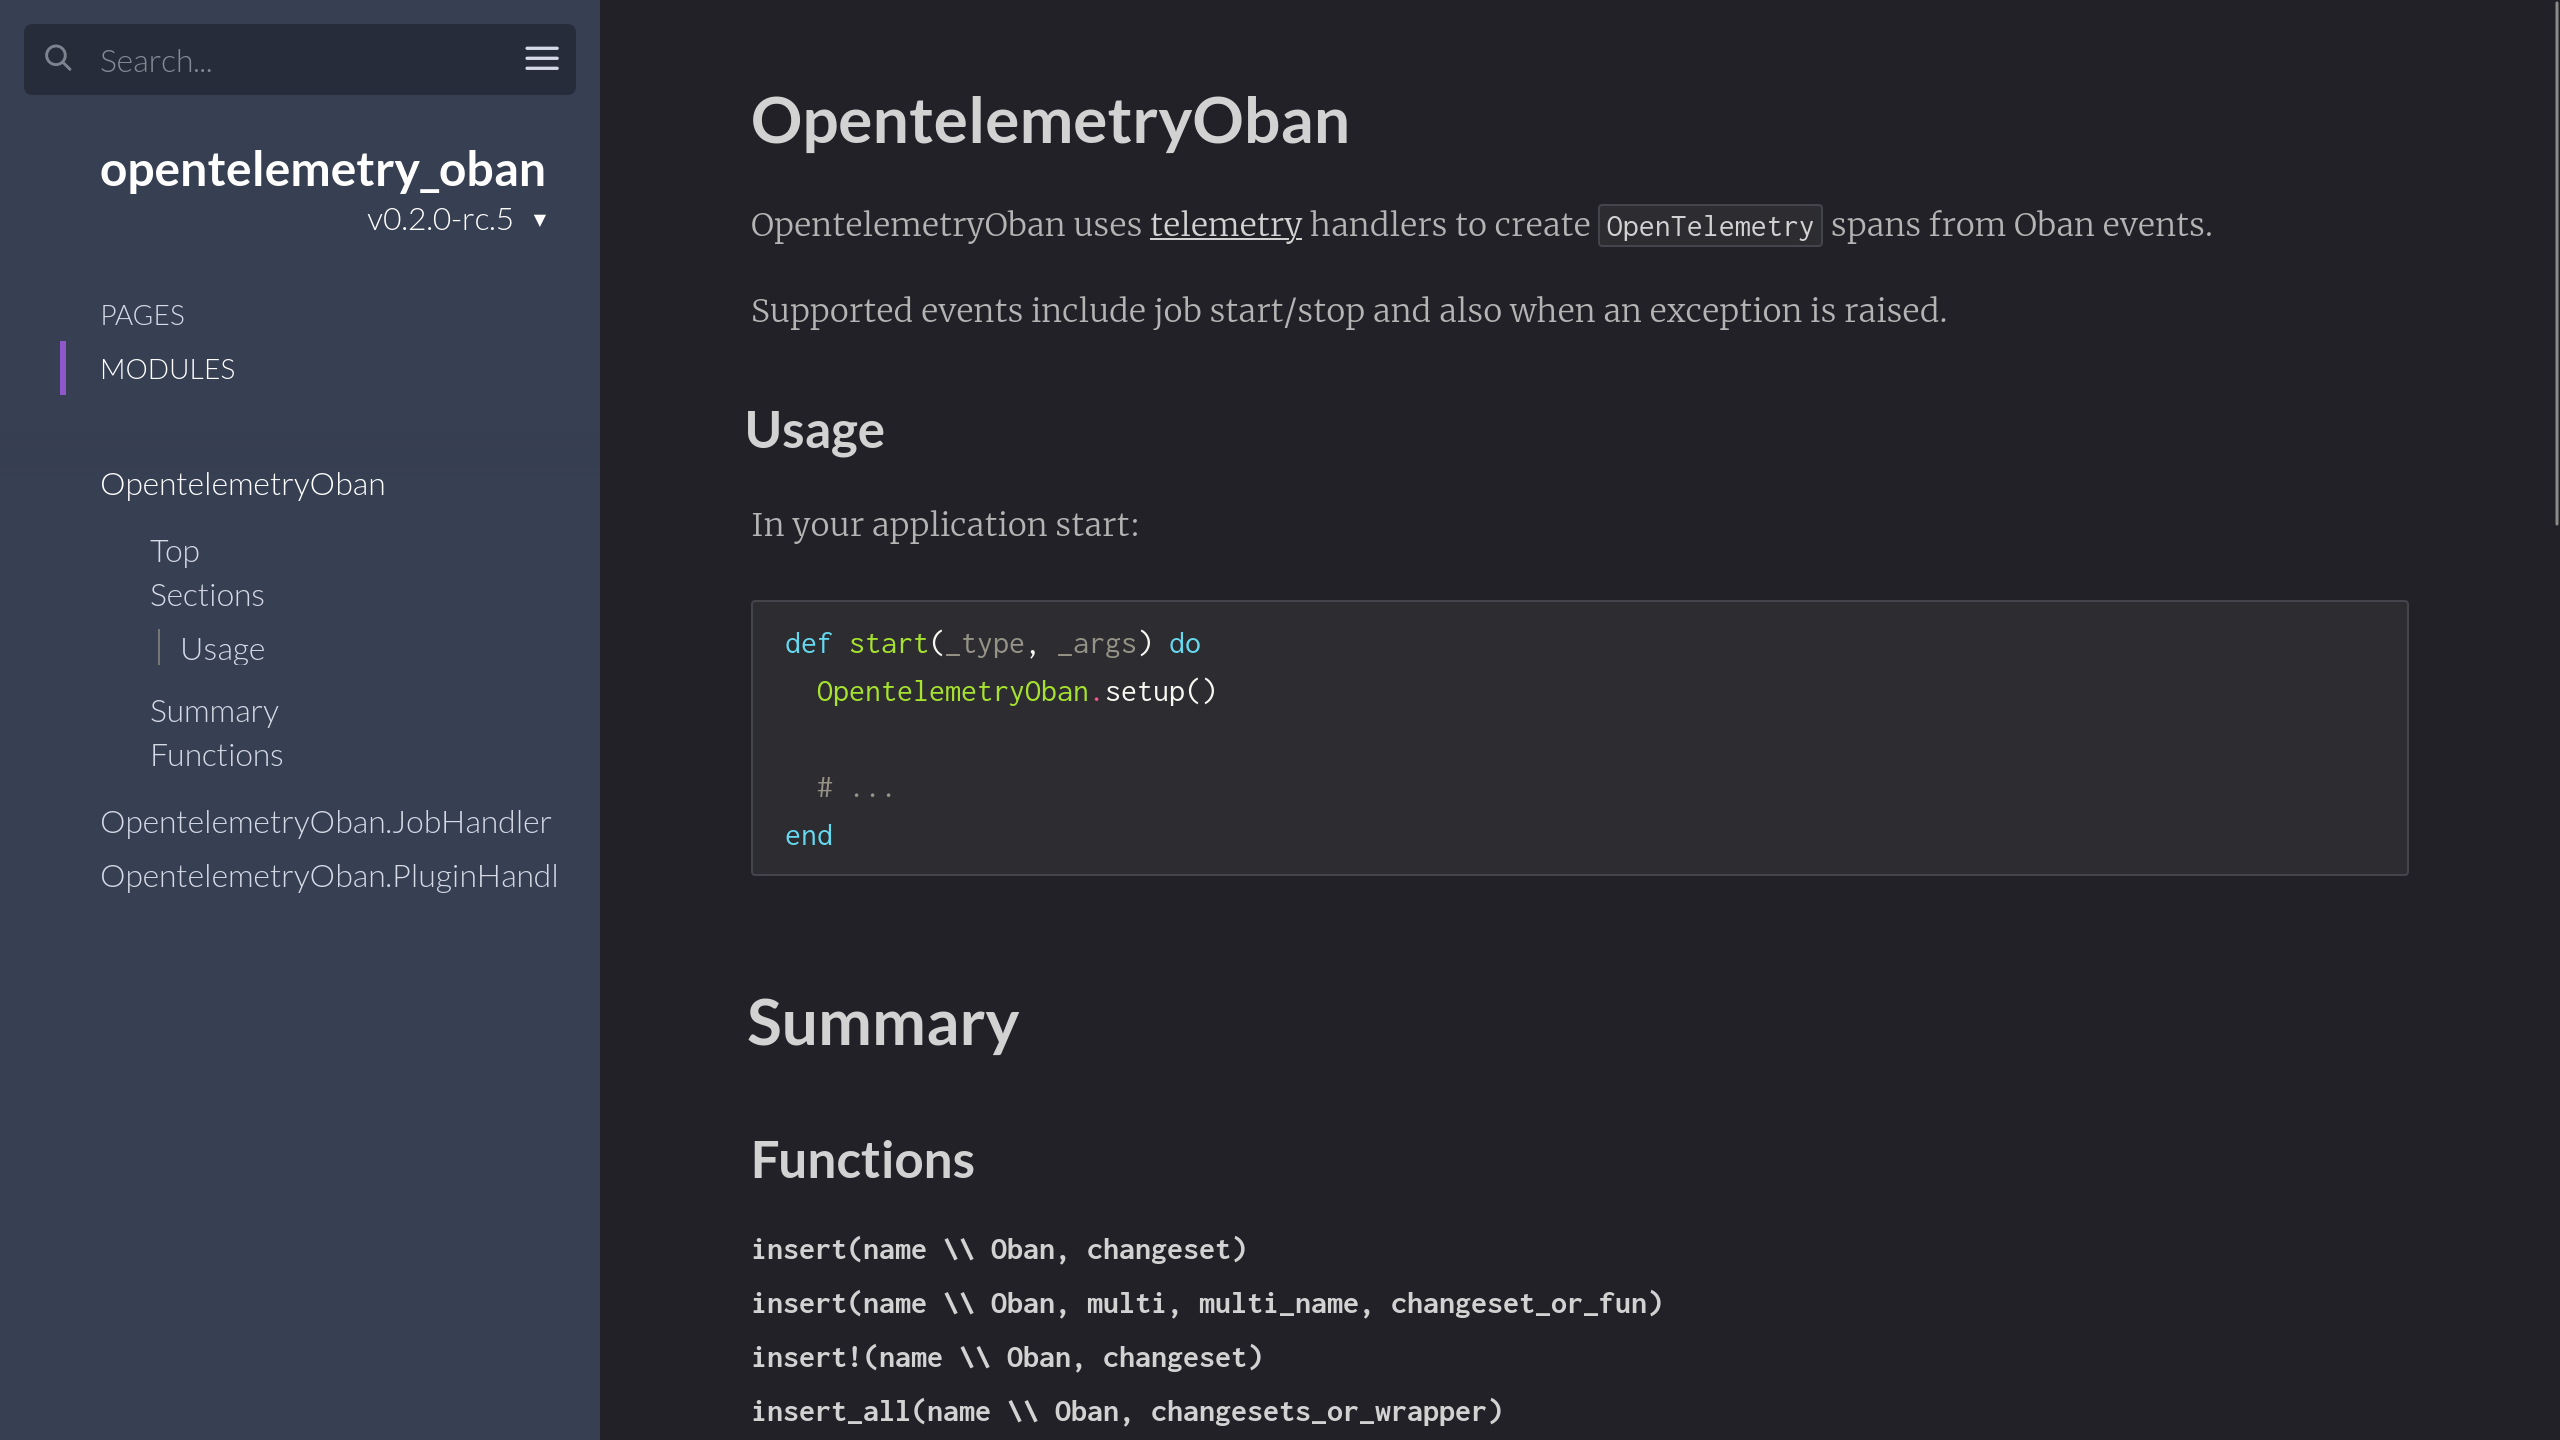 Search...
opentelemetry_oban
v0.2.0-rc.5 ▼
PAGES
MODULES
OpentelemetryOban
Top
Sections
Usage
Summary
Functions
OpentelemetryOban.JobHandler
OpentelemetryOban.PluginHandl
OpentelemetryOban
OpentelemetryOban uses telemetry handlers to create OpenTelemetry spans from Oban events.
Supported events include job start/stop and also when an exception is raised.
Usage
In your application start:
def start(_type, _args) do
  OpentelemetryOban.setup()
  # ...
end
Summary
Functions
insert(name \\ Oban, changeset)
insert(name \\ Oban, multi, multi_name, changeset_or_fun)
insert!(name \\ Oban, changeset)
insert_all(name \\ Oban, changesets_or_wrapper)